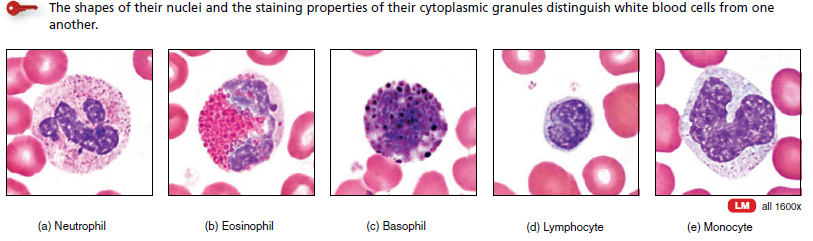 The shapes of their nuclei and the staining properties of their cytoplasmic granules distinguish white blood cells from one
another.
LM all 1600x
(a) Neutrophil (b) Eosinophil (c) Basophil (d) Lymphocyte (e) Monocyte